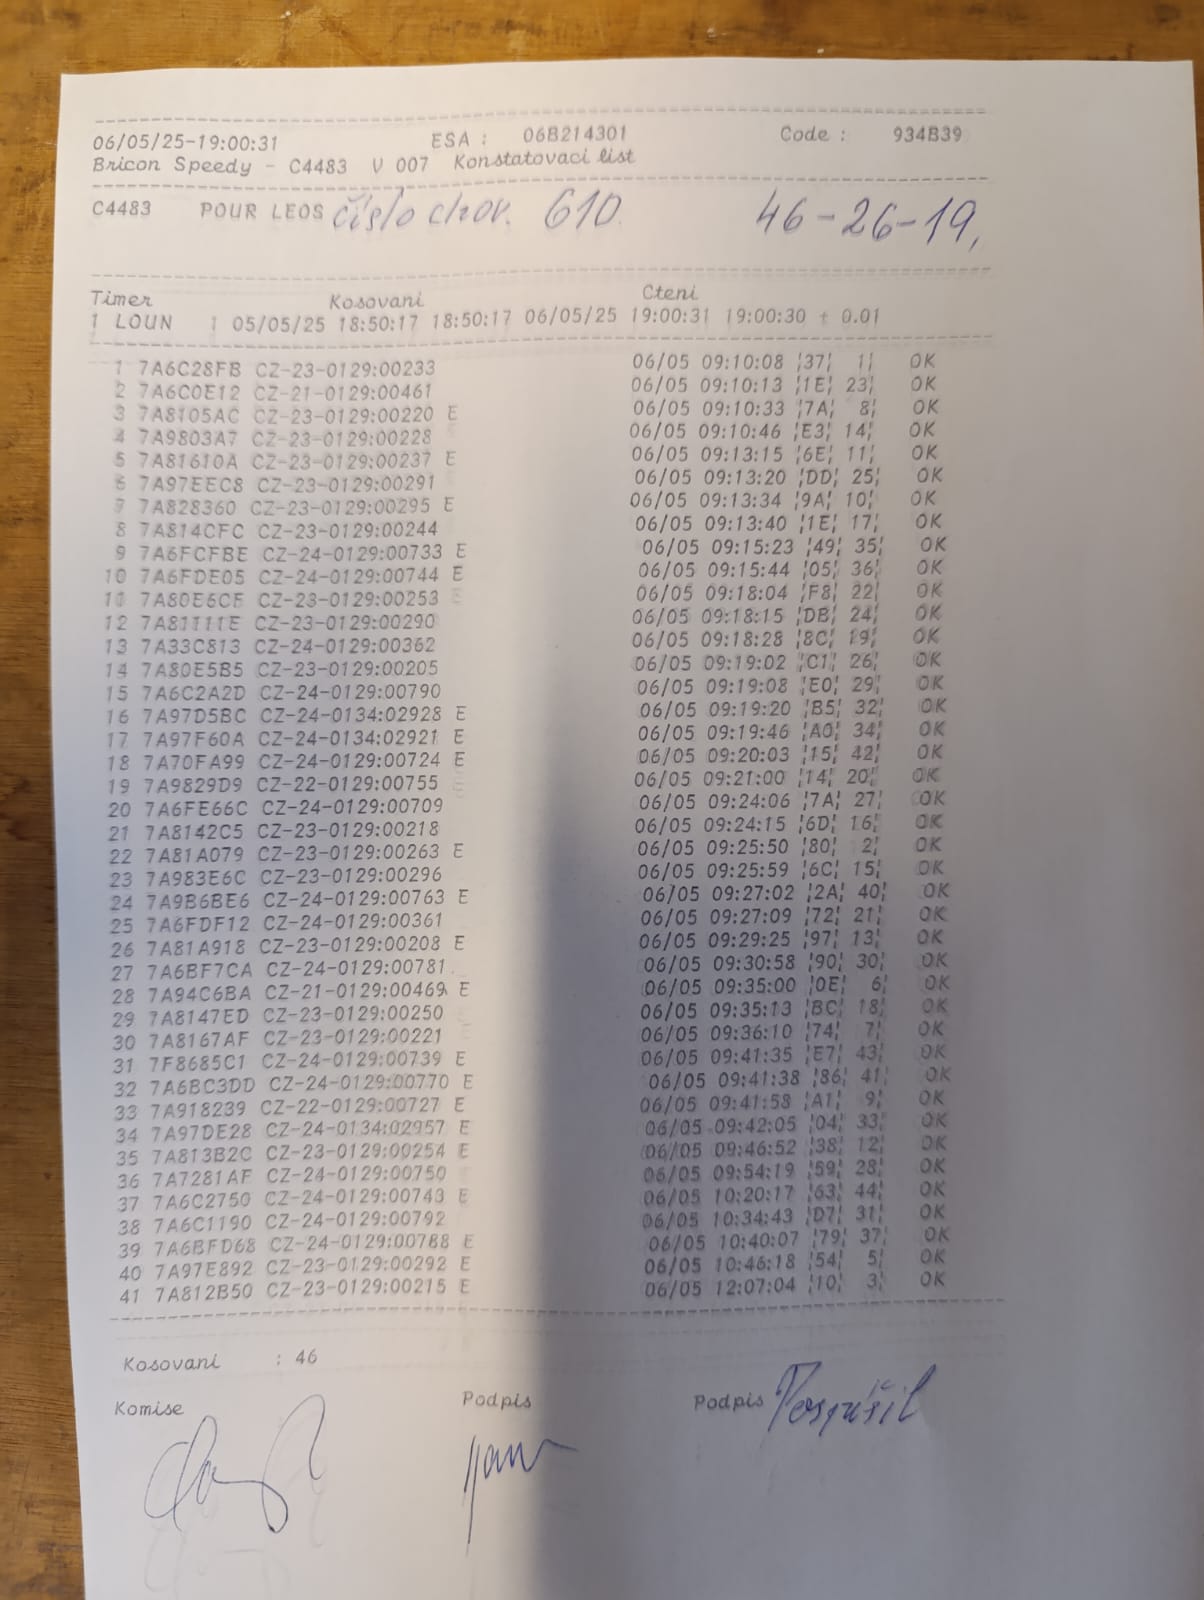 06/05/25-19:00:31 ESA : 06B214301 Code : 934B39
Bricon Speedy - C4483 V 007 Konstatovaci list
C4483 POUR LEOS číslo chov. 610. 46-26-19,
Timer Kosovani Cteni
1 LOUN 1 05/05/25 18:50:17 18:50:17 06/05/25 19:00:31 19:00:30 + 0.01
1 7A6C28FB CZ-23-0129:00233 06/05 09:10:08 ¦37¦ 1¦ OK
2 7A6C0E12 CZ-21-0129:00461 06/05 09:10:13 ¦1E¦ 23¦ OK
3 7A8105AC CZ-23-0129:00220 E 06/05 09:10:33 ¦7A¦ 8¦ OK
4 7A9803A7 CZ-23-0129:00228 06/05 09:10:46 ¦E3¦ 14¦ OK
5 7A81610A CZ-23-0129:00237 E 06/05 09:13:15 ¦6E¦ 11¦ OK
6 7A97EEC8 CZ-23-0129:00291 06/05 09:13:20 ¦DD¦ 25¦ OK
7 7A828360 CZ-23-0129:00295 E 06/05 09:13:34 ¦9A¦ 10¦ OK
8 7A814CFC CZ-23-0129:00244 06/05 09:13:40 ¦1E¦ 17¦ OK
9 7A6FCFBE CZ-24-0129:00733 E 06/05 09:15:23 ¦49¦ 35¦ OK
10 7A6FDE05 CZ-24-0129:00744 E 06/05 09:15:44 ¦05¦ 36¦ OK
11 7A80E6CF CZ-23-0129:00253 06/05 09:18:04 ¦F8¦ 22¦ OK
12 7A81111E CZ-23-0129:00290 06/05 09:18:15 ¦DB¦ 24¦ OK
13 7A33C813 CZ-24-0129:00362 06/05 09:18:28 ¦8C¦ 19¦ OK
14 7A80E5B5 CZ-23-0129:00205 06/05 09:19:02 ¦C1¦ 26¦ OK
15 7A6C2A2D CZ-24-0129:00790 06/05 09:19:08 ¦E0¦ 29¦ OK
16 7A97D5BC CZ-24-0134:02928 E 06/05 09:19:20 ¦B5¦ 32¦ OK
17 7A97F60A CZ-24-0134:02921 E 06/05 09:19:46 ¦A0¦ 34¦ OK
18 7A70FA99 CZ-24-0129:00724 E 06/05 09:20:03 ¦15¦ 42¦ OK
19 7A9829D9 CZ-22-0129:00755 06/05 09:21:00 ¦14¦ 20¦ OK
20 7A6FE66C CZ-24-0129:00709 06/05 09:24:06 ¦7A¦ 27¦ OK
21 7A8142C5 CZ-23-0129:00218 06/05 09:24:15 ¦6D¦ 16¦ OK
22 7A81A079 CZ-23-0129:00263 E 06/05 09:25:50 ¦80¦ 2¦ OK
23 7A983E6C CZ-23-0129:00296 06/05 09:25:59 ¦6C¦ 15¦ OK
24 7A9B6BE6 CZ-24-0129:00763 E 06/05 09:27:02 ¦2A¦ 40¦ OK
25 7A6FDF12 CZ-24-0129:00361 06/05 09:27:09 ¦72¦ 21¦ OK
26 7A81A918 CZ-23-0129:00208 E 06/05 09:29:25 ¦97¦ 13¦ OK
27 7A6BF7CA CZ-24-0129:00781 06/05 09:30:58 ¦90¦ 30¦ OK
28 7A94C6BA CZ-21-0129:00469 E 06/05 09:35:00 ¦0E¦ 6¦ OK
29 7A8147ED CZ-23-0129:00250 06/05 09:35:13 ¦BC¦ 18¦ OK
30 7A8167AF CZ-23-0129:00221 06/05 09:36:10 ¦74¦ 7¦ OK
31 7F8685C1 CZ-24-0129:00739 E 06/05 09:41:35 ¦E7¦ 43¦ OK
32 7A6BC3DD CZ-24-0129:00770 E 06/05 09:41:38 ¦86¦ 41¦ OK
33 7A918239 CZ-22-0129:00727 E 06/05 09:41:58 ¦A1¦ 9¦ OK
34 7A97DE28 CZ-24-0134:02957 E 06/05 09:42:05 ¦04¦ 33¦ OK
35 7A813B2C CZ-23-0129:00254 E 06/05 09:46:52 ¦38¦ 12¦ OK
36 7A7281AF CZ-24-0129:00750 06/05 09:54:19 ¦59¦ 28¦ OK
37 7A6C2750 CZ-24-0129:00743 E 06/05 10:20:17 ¦63¦ 44¦ OK
38 7A6C1190 CZ-24-0129:00792 06/05 10:34:43 ¦D7¦ 31¦ OK
39 7A6BFD68 CZ-24-0129:00788 E 06/05 10:40:07 ¦79¦ 37¦ OK
40 7A97E892 CZ-23-0129:00292 E 06/05 10:46:18 ¦54¦ 5¦ OK
41 7A812B50 CZ-23-0129:00215 E 06/05 12:07:04 ¦10¦ 3¦ OK
Kosovani : 46
Komise Podpis Podpis Pospíšil